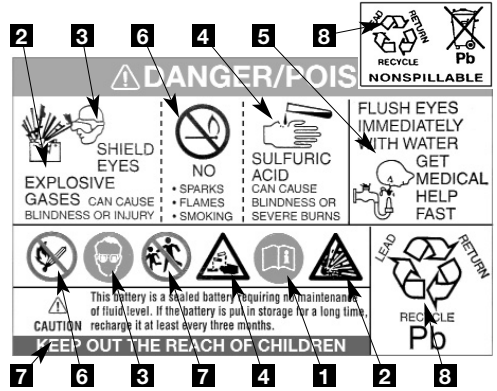 2 3 6 4 5 8
LEAD RETURN
RECYCLE Pb
NONSPILLABLE
DANGER/POIS
SHIELD
EYES
EXPLOSIVE
GASES CAN CAUSE
BLINDNESS OR INJURY
NO
• SPARKS
• FLAMES
• SMOKING
SULFURIC
ACID
CAN CAUSE
BLINDNESS OR
SEVERE BURNS
FLUSH EYES
IMMEDIATELY
WITH WATER
GET
MEDICAL
HELP
FAST
CAUTION
This battery is a sealed battery requiring no maintenance
of fluid level. If the battery is put in storage for a long time,
recharge it at least every three months.
LEAD RETURN
RECYCLE
Pb
KEEP OUT THE REACH OF CHILDREN
7 6 3 7 4 1 2 8